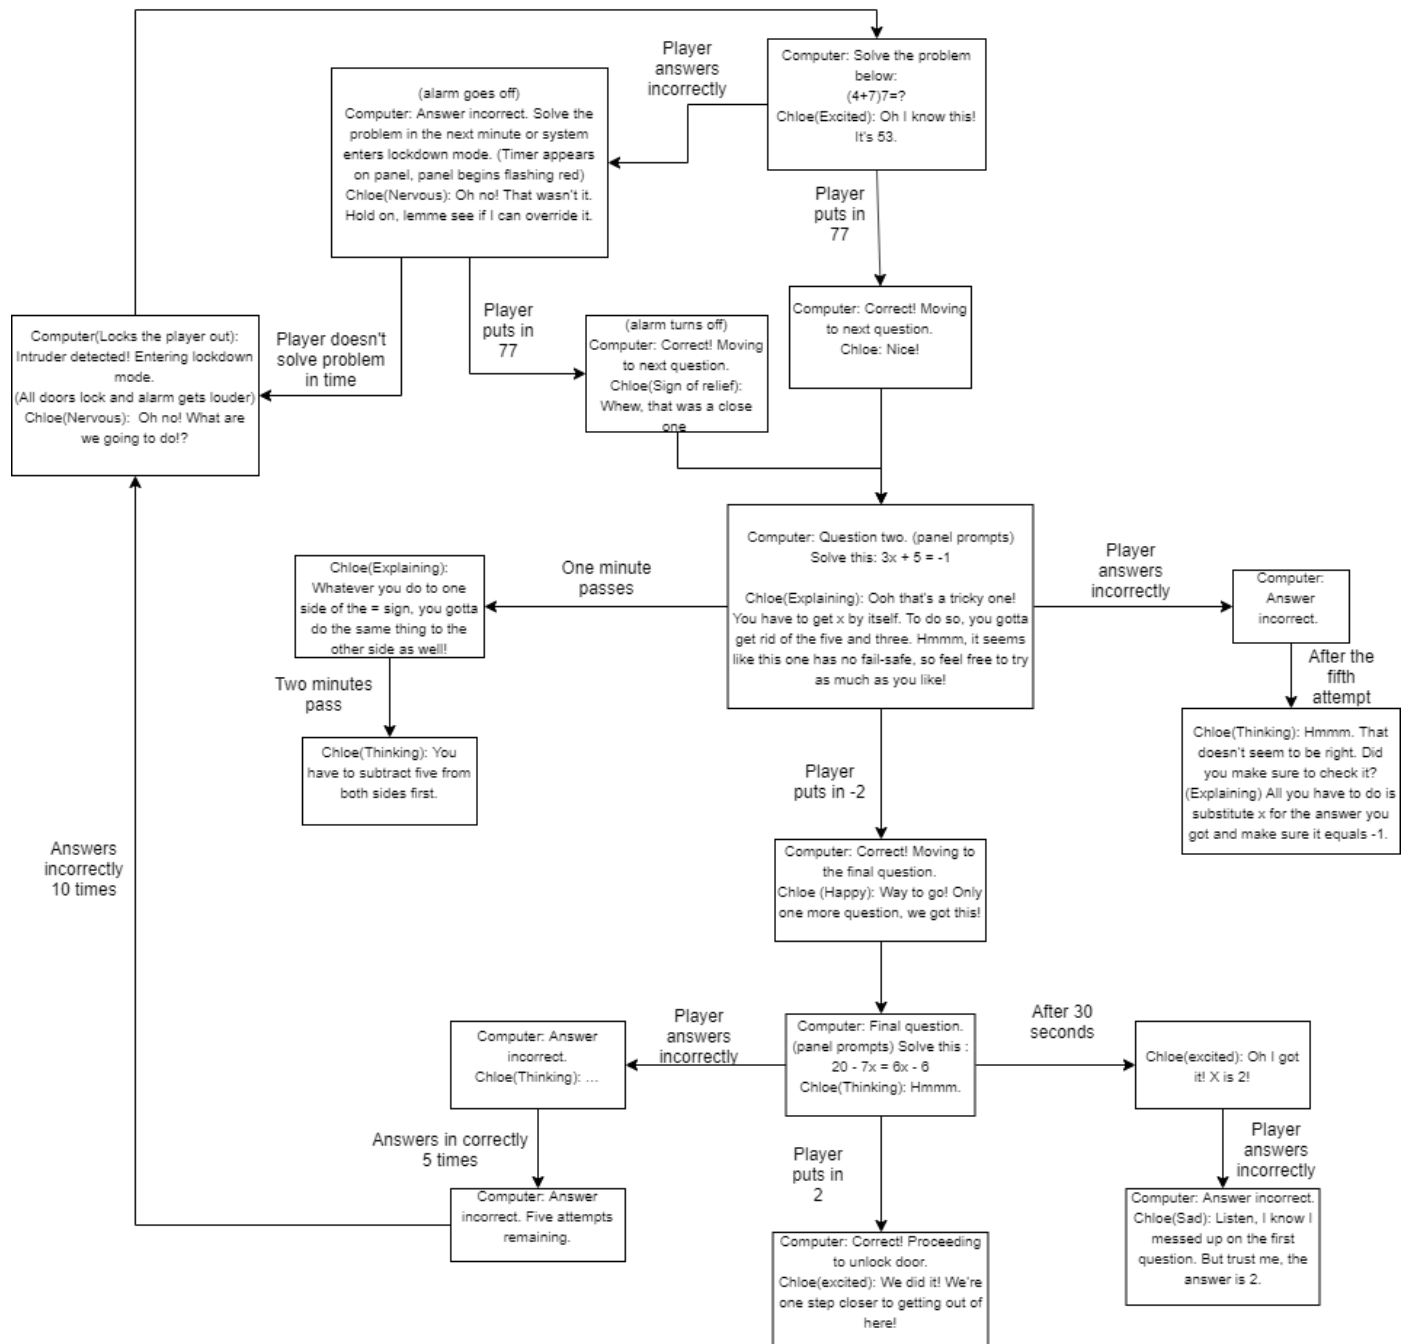 Computer: Solve the problem
below:
(4+7)7=?
Chloe(Excited): Oh I know this!
It's 53.
Player
answers
incorrectly
(alarm goes off)
Computer: Answer incorrect. Solve the
problem in the next minute or system
enters lockdown mode. (Timer appears
on panel, panel begins flashing red)
Chloe(Nervous): Oh no! That wasn't it.
Hold on, lemme see if I can override it.
Player
puts in
77
Computer: Correct! Moving
to next question.
Chloe: Nice!
Player
puts in
77
(alarm turns off)
Computer: Correct! Moving
to next question.
Chloe(Sign of relief):
Whew, that was a close
one
Player doesn't
solve problem
in time
Computer(Locks the player out):
Intruder detected! Entering lockdown
mode.
(All doors lock and alarm gets louder)
Chloe(Nervous): Oh no! What are
we going to do!?
Computer: Question two. (panel prompts)
Solve this: 3x + 5 = -1
Chloe(Explaining): Ooh that's a tricky one!
You have to get x by itself. To do so, you gotta
get rid of the five and three. Hmmm, it seems
like this one has no fail-safe, so feel free to try
as much as you like!
One minute
passes
Chloe(Explaining):
Whatever you do to one
side of the = sign, you gotta
do the same thing to the
other side as well!
Two minutes
pass
Chloe(Thinking): You
have to subtract five from
both sides first.
Player
answers
incorrectly
Computer:
Answer
incorrect.
After the
fifth
attempt
Chloe(Thinking): Hmmm. That
doesn't seem to be right. Did
you make sure to check it?
(Explaining) All you have to do is
substitute x for the answer you
got and make sure it equals -1.
Player
puts in -2
Computer: Correct! Moving to
the final question.
Chloe (Happy): Way to go! Only
one more question, we got this!
Computer: Final question.
(panel prompts) Solve this :
20 - 7x = 6x - 6
Chloe(Thinking): Hmmm.
Player
answers
incorrectly
Computer: Answer
incorrect.
Chloe(Thinking): ...
Answers in correctly
5 times
Computer: Answer
incorrect. Five attempts
remaining.
Answers
incorrectly
10 times
After 30
seconds
Chloe(excited): Oh I got
it! X is 2!
Player
answers
incorrectly
Computer: Answer incorrect.
Chloe(Sad): Listen, I know I
messed up on the first
question. But trust me, the
answer is 2.
Player
puts in
2
Computer: Correct! Proceeding
to unlock door.
Chloe(excited): We did it! We're
one step closer to getting out of
here!